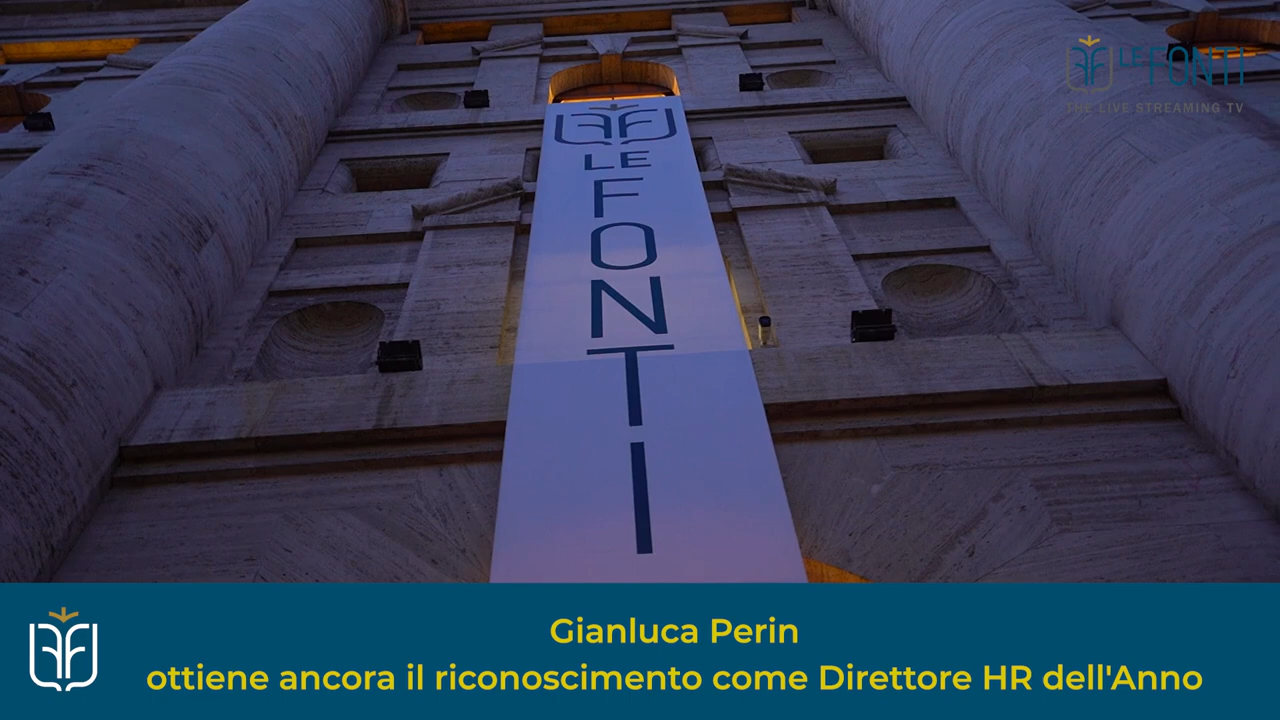 LE FONTI
THE LIVE STREAMING TV
LE
FONTI
Gianluca Perin
ottiene ancora il riconoscimento come Direttore HR dell'Anno